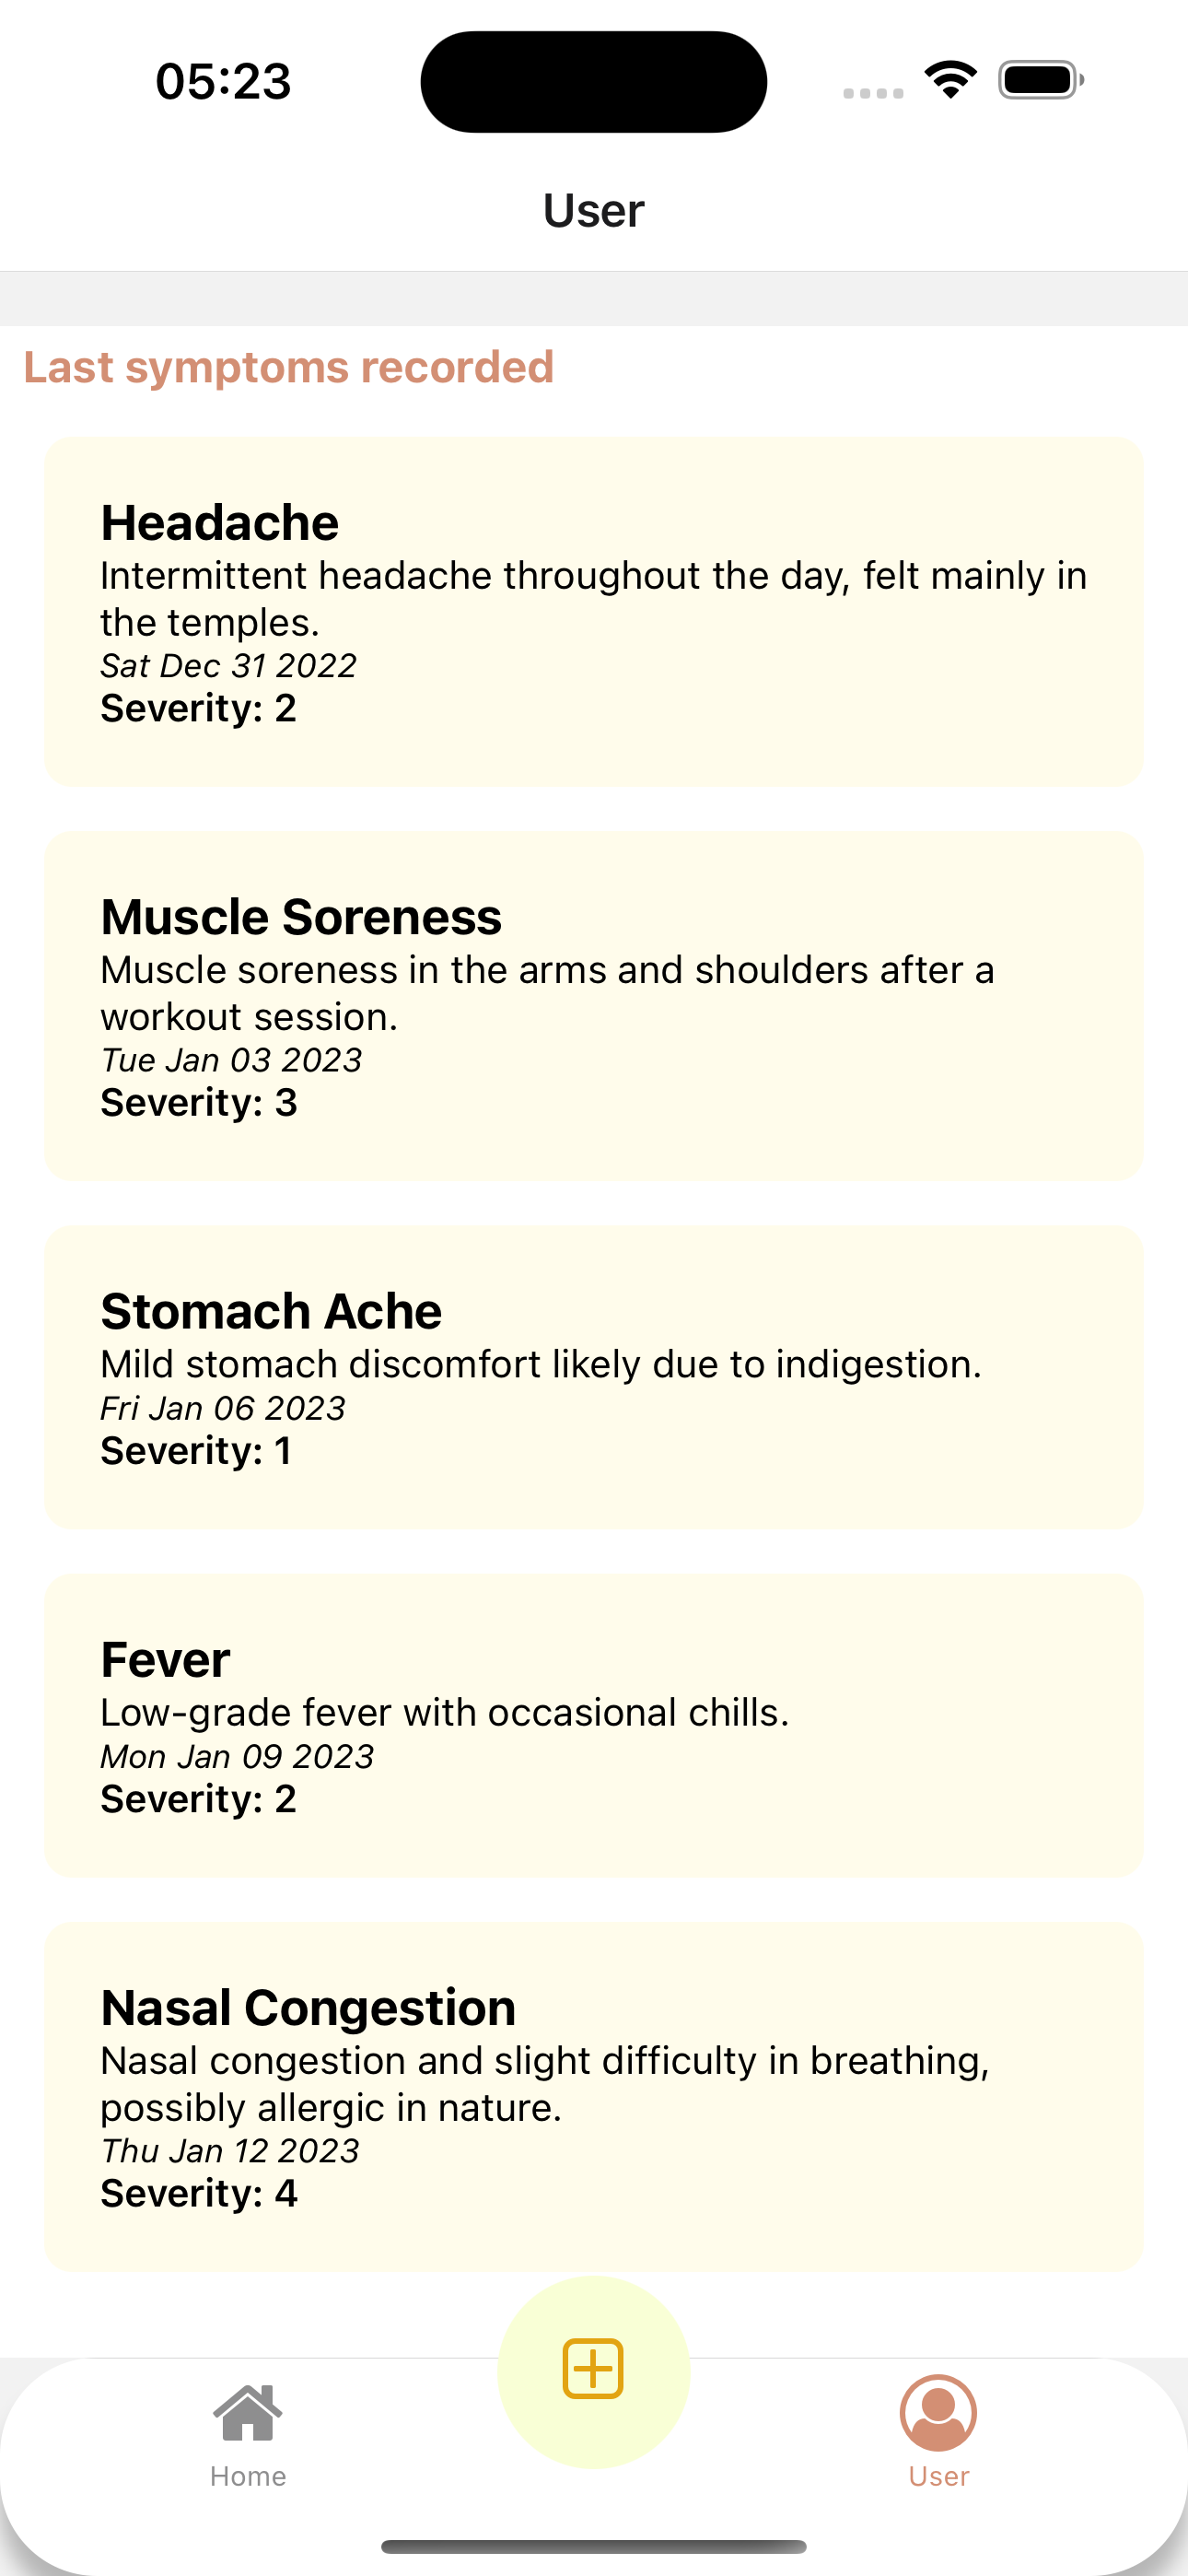 05:23
User
Last symptoms recorded
Headache
Intermittent headache throughout the day, felt mainly in
the temples.
Sat Dec 31 2022
Severity: 2
Muscle Soreness
Muscle soreness in the arms and shoulders after a
workout session.
Tue Jan 03 2023
Severity: 3
Stomach Ache
Mild stomach discomfort likely due to indigestion.
Fri Jan 06 2023
Severity: 1
Fever
Low-grade fever with occasional chills.
Mon Jan 09 2023
Severity: 2
Nasal Congestion
Nasal congestion and slight difficulty in breathing,
possibly allergic in nature.
Thu Jan 12 2023
Severity: 4
Home
User